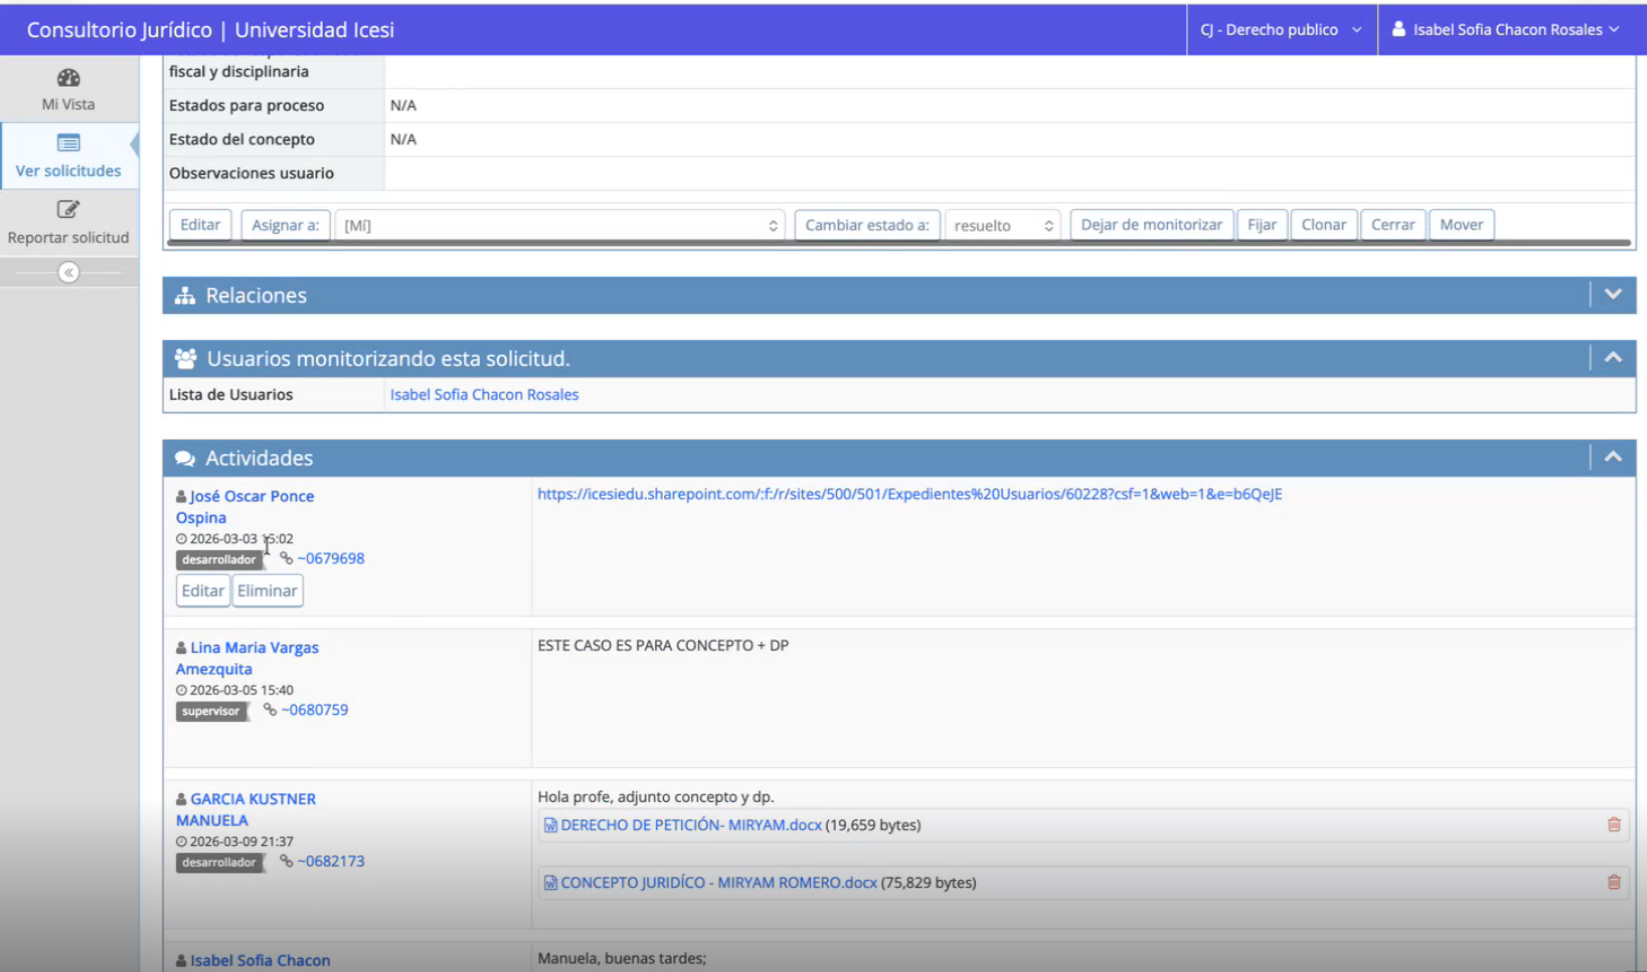 Consultorio Jurídico | Universidad Icesi
CJ - Derecho publico
Isabel Sofia Chacon Rosales
Mi Vista
Ver solicitudes
Reportar solicitud
fiscal y disciplinaria
Estados para proceso N/A
Estado del concepto N/A
Observaciones usuario
Editar Asignar a: [Mí] Cambiar estado a: resuelto Dejar de monitorizar Fijar Clonar Cerrar Mover
Relaciones
Usuarios monitorizando esta solicitud.
Lista de Usuarios Isabel Sofia Chacon Rosales
Actividades
José Oscar Ponce
Ospina
2026-03-03 15:02
desarrollador ~0679698
Editar Eliminar
https://icesiedu.sharepoint.com/:f:/r/sites/500/501/Expedientes%20Usuarios/60228?csf=1&web=1&e=b6QeJE
Lina Maria Vargas
Amezquita
2026-03-05 15:40
supervisor ~0680759
ESTE CASO ES PARA CONCEPTO + DP
GARCIA KUSTNER
MANUELA
2026-03-09 21:37
desarrollador ~0682173
Hola profe, adjunto concepto y dp.
DERECHO DE PETICIÓN- MIRYAM.docx (19,659 bytes)
CONCEPTO JURIDÍCO - MIRYAM ROMERO.docx (75,829 bytes)
Isabel Sofia Chacon
Manuela, buenas tardes;